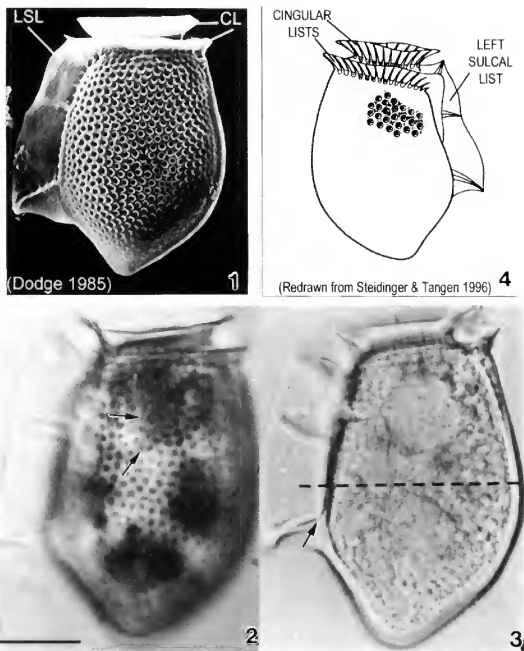 LSL
CL
(Dodge 1985)
1
CINGULAR
LISTS
LEFT
SULCAL
LIST
(Redrawn from Steidinger & Tangen 1996)
4
2
3